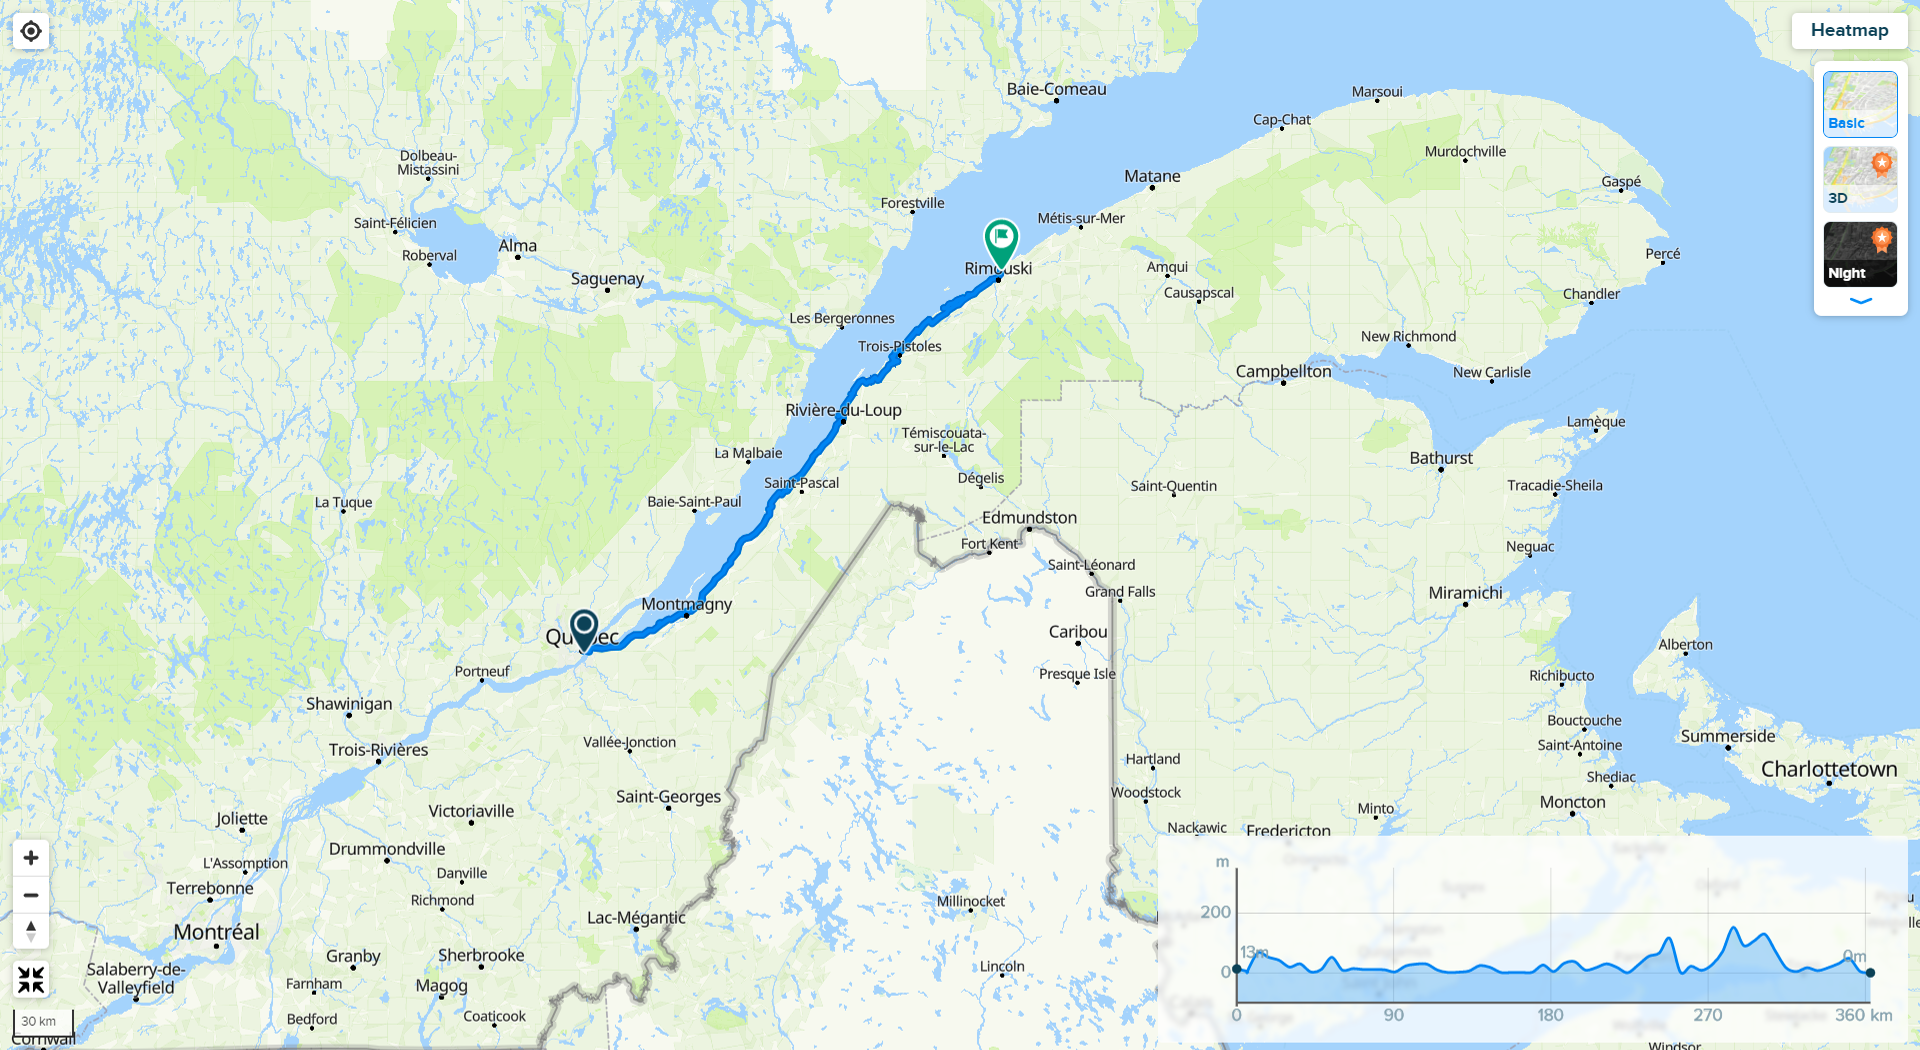 Heatmap
Basic
3D
Night
Baie-Comeau
Marsoui
Cap-Chat
Murdochville
Dolbeau-
Mistassini
Matane
Gaspé
Forestville
Saint-Félicien
Métis-sur-Mer
Alma
Roberval
Percé
Rimouski
Amqui
Saguenay
Causapscal
Chandler
Les Bergeronnes
New Richmond
Trois-Pistoles
Campbellton
New Carlisle
Rivière-du-Loup
Lamèque
Témiscouata-
sur-le-Lac
La Malbaie
Bathurst
Dégelis
Saint-Pascal
Saint-Quentin
Tracadie-Sheila
La Tuque
Baie-Saint-Paul
Edmundston
Fort Kent
Neguac
Saint-Léonard
Grand Falls
Miramichi
Montmagny
Québec
Caribou
Alberton
Portneuf
Presque Isle
Richibucto
Shawinigan
Bouctouche
Trois-Rivières
Vallée-Jonction
Saint-Antoine
Summerside
Hartland
Charlottetown
Shediac
Woodstock
Saint-Georges
Moncton
Victoriaville
Minto
Joliette
Nackawic
Fredericton
Drummondville
L'Assomption
Danville
Terrebonne
Richmond
Millinocket
Lac-Mégantic
Montréal
Granby
Sherbrooke
Lincoln
Salaberry-de-
Valleyfield
Farnham
Magog
Bedford
Coaticook
Cornwall
Windsor
30 km
m
200
0
13m
0m
0
90
180
270
360 km